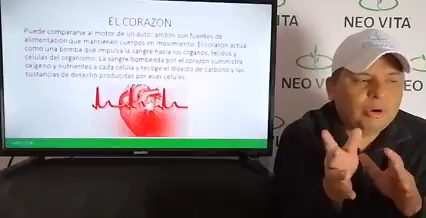 EL CORAZON
Puede compararse al motor de un auto; ambos son fuentes de
alimentación que mantienen cuerpos en movimiento. El corazón actúa
como una bomba que impulsa la sangre hacia los órganos, tejidos y
células del organismo. La sangre bombeada por el corazón suministra
oxígeno y nutrientes a cada célula y recoge el dióxido de carbono y las
sustancias de desecho producidas por esas células.
NEO VITA
NEO VITA
NEO VITA